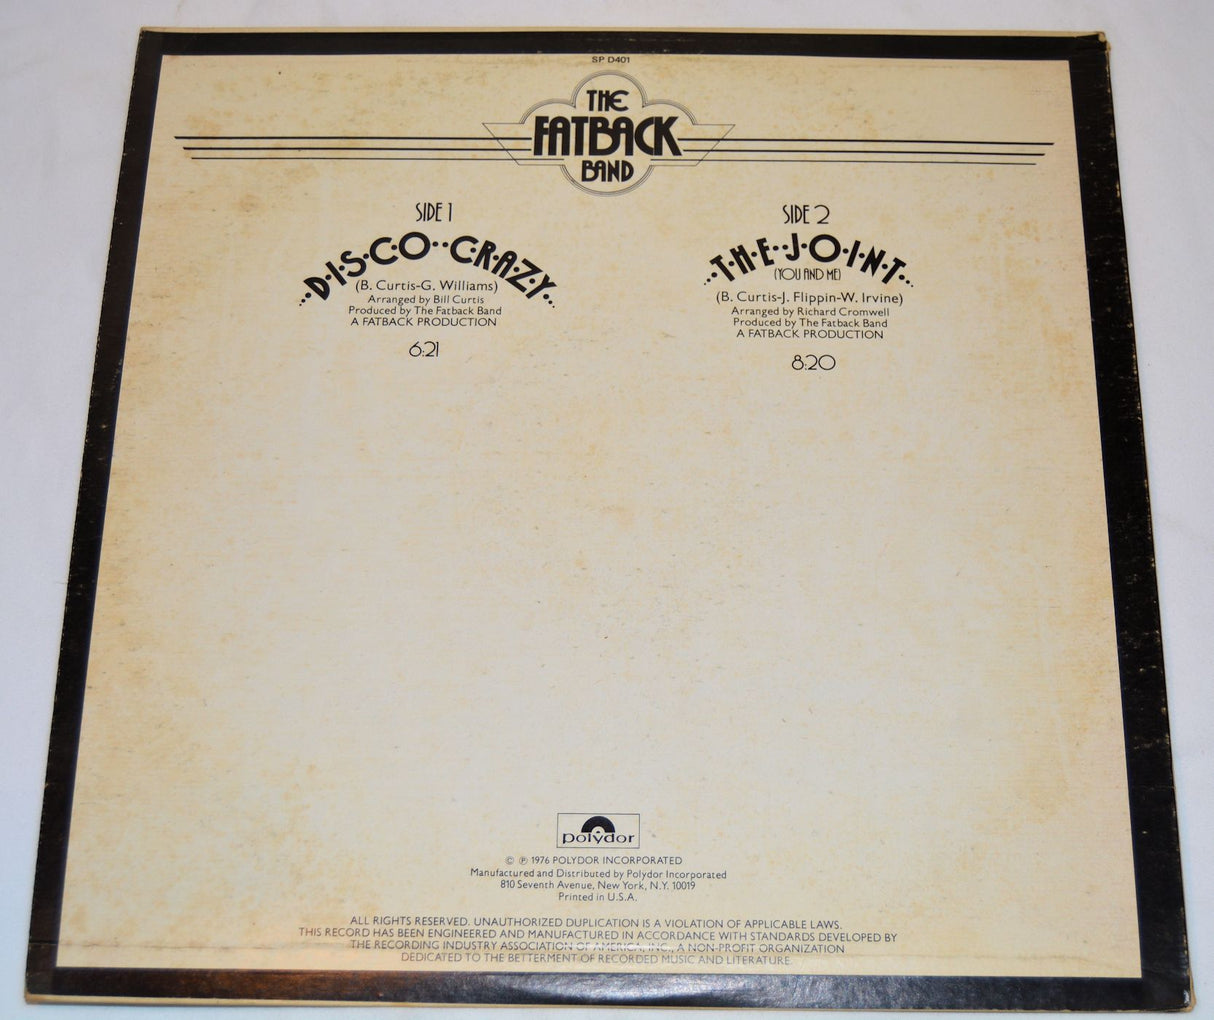 SP D401
THE
FATBACK
BAND
SIDE 1
..D·I·S·C·O··C·R·A·Z·Y..
(B. Curtis-G. Williams)
Arranged by Bill Curtis
Produced by The Fatback Band
A FATBACK PRODUCTION
6:21
SIDE 2
..T·H·E··J·O·I·N·T..
(YOU AND ME)
(B. Curtis-J. Flippin-W. Irvine)
Arranged by Richard Cromwell
Produced by The Fatback Band
A FATBACK PRODUCTION
8:20
polydor
© ℗ 1976 POLYDOR INCORPORATED
Manufactured and Distributed by Polydor Incorporated
810 Seventh Avenue, New York, N.Y. 10019
Printed in U.S.A.
ALL RIGHTS RESERVED. UNAUTHORIZED DUPLICATION IS A VIOLATION OF APPLICABLE LAWS.
THIS RECORD HAS BEEN ENGINEERED AND MANUFACTURED IN ACCORDANCE WITH STANDARDS DEVELOPED BY
THE RECORDING INDUSTRY ASSOCIATION OF AMERICA, INC., A NON-PROFIT ORGANIZATION
DEDICATED TO THE BETTERMENT OF RECORDED MUSIC AND LITERATURE.